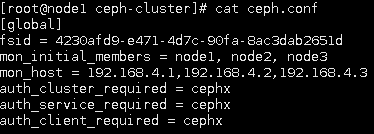 [root@node1 ceph-cluster]# cat ceph.conf
[global]
fsid = 4230afd9-e471-4d7c-90fa-8ac3dab2651d
mon_initial_members = node1, node2, node3
mon_host = 192.168.4.1,192.168.4.2,192.168.4.3
auth_cluster_required = cephx
auth_service_required = cephx
auth_client_required = cephx